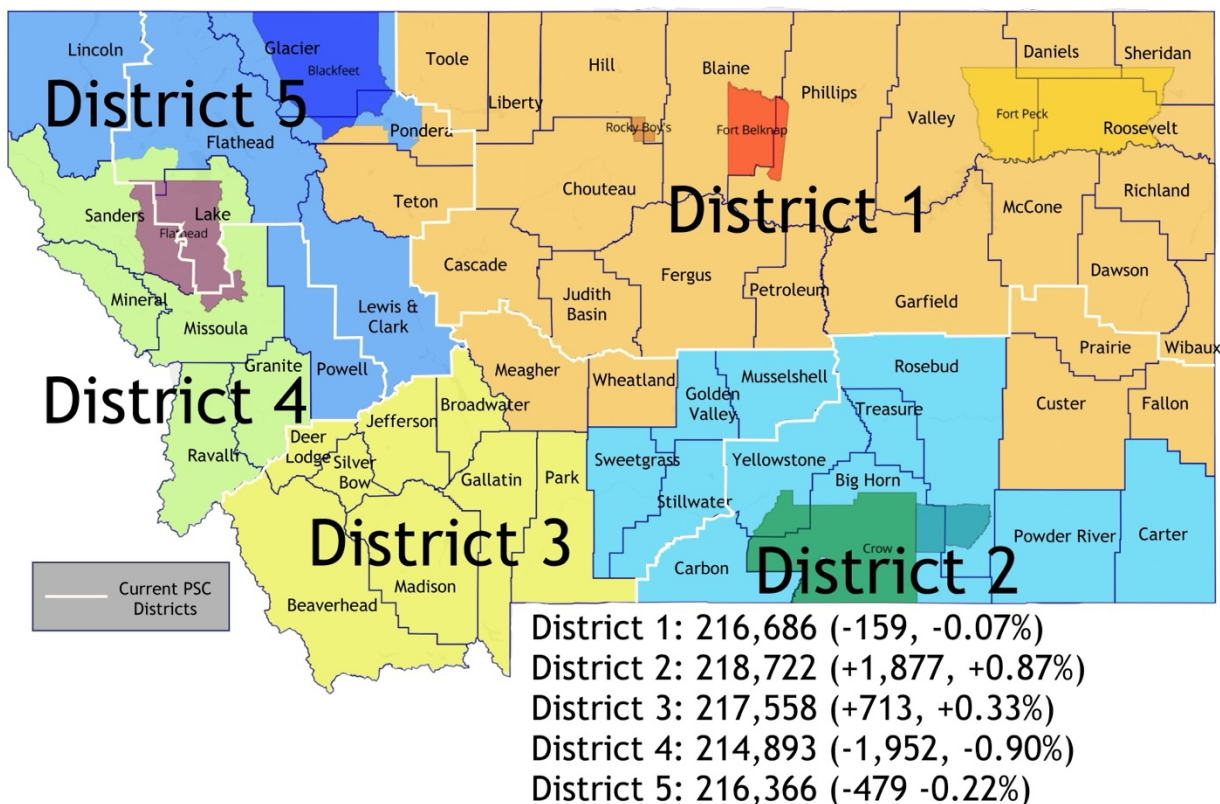 Lincoln
Glacier
Blackfeet
Toole
Hill
Blaine
Daniels
Sheridan
District 5
Liberty
Phillips
Pondera
Rocky Boy's
Fort Belknap
Valley
Fort Peck
Roosevelt
Flathead
Sanders
Lake
Flathead
Teton
Chouteau
District 1
McCone
Richland
Cascade
Fergus
Dawson
Mineral
Missoula
Lewis &
Clark
Judith
Basin
Petroleum
Garfield
Granite
Powell
Meagher
Wheatland
Golden
Valley
Musselshell
Rosebud
Prairie
Wibaux
District 4
Jefferson
Broadwater
Treasure
Custer
Fallon
Ravalli
Deer
Lodge
Silver
Bow
Gallatin
Park
Sweetgrass
Yellowstone
Big Horn
Stillwater
District 3
Crow
Powder River
Carter
Carbon
District 2
Current PSC
Districts
Beaverhead
Madison
District 1: 216,686 (-159, -0.07%)
District 2: 218,722 (+1,877, +0.87%)
District 3: 217,558 (+713, +0.33%)
District 4: 214,893 (-1,952, -0.90%)
District 5: 216,366 (-479 -0.22%)